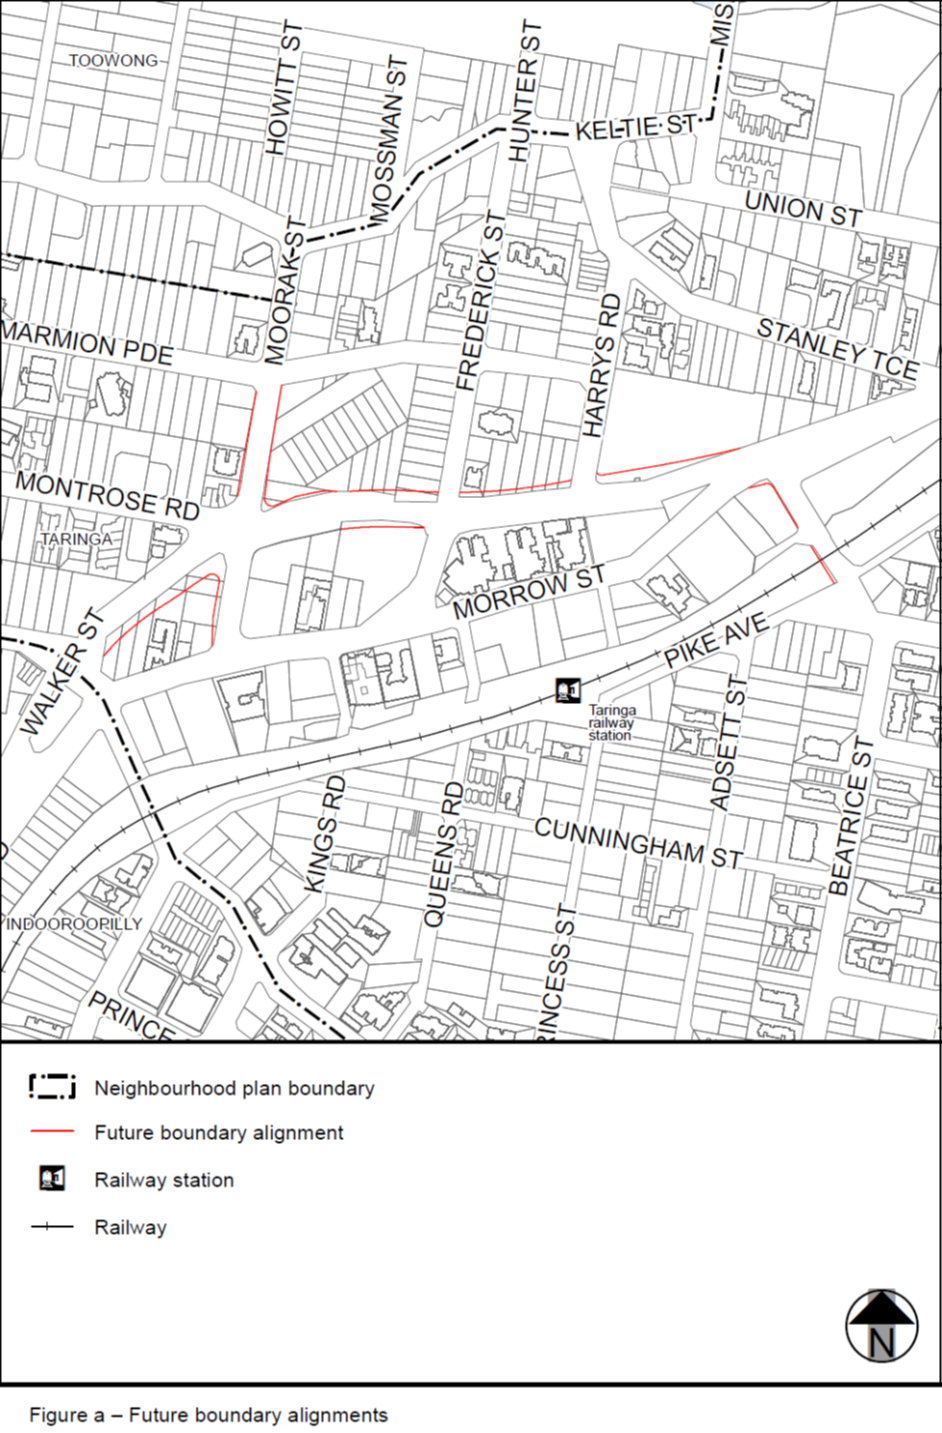 MIS
HOWITT ST
HUNTER ST
TOOWONG
MOSSMAN ST
KELTIE ST
UNION ST
MOORAK ST
FREDERICK ST
HARRYS RD
MARMION PDE
STANLEY TCE
MONTROSE RD
TARINGA
MORROW ST
WALKER ST
PIKE AVE
Taringa
railway
station
ADSETT ST
BEATRICE ST
KINGS RD
QUEENS RD
CUNNINGHAM ST
INDOOROOPILLY
PRINCE
RINCESS ST
Neighbourhood plan boundary
Future boundary alignment
Railway station
Railway
N
Figure a – Future boundary alignments